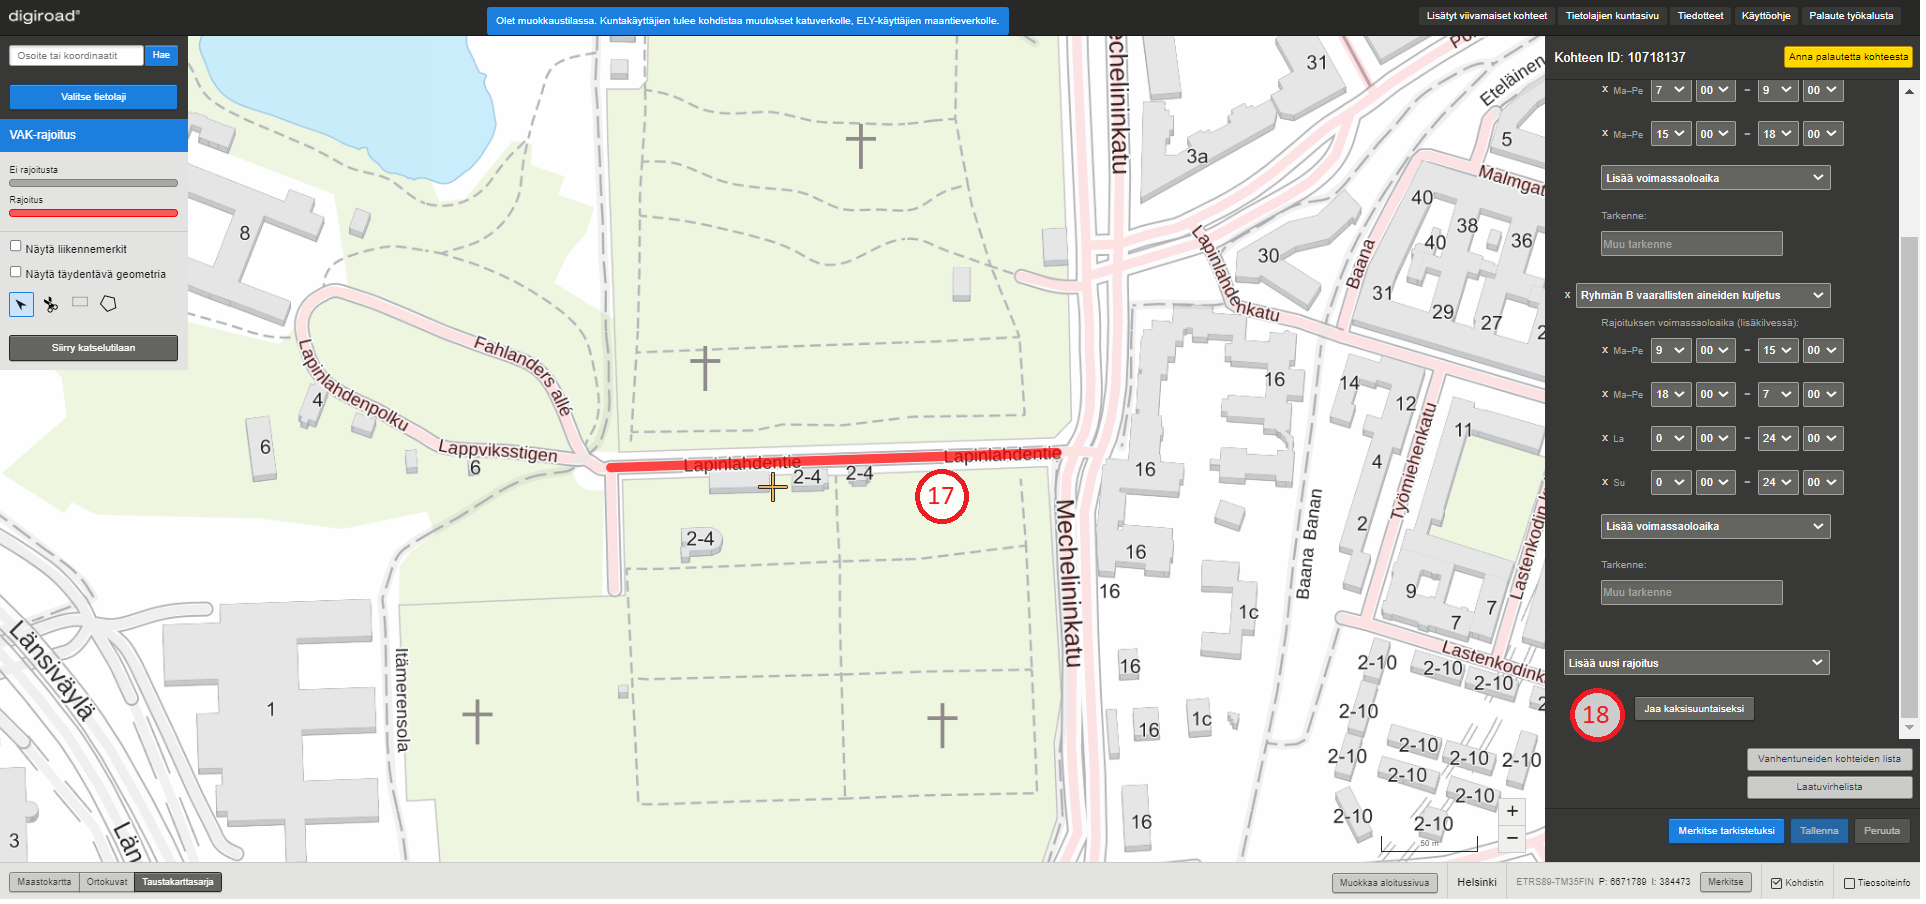 digiroad®
Olet muokkaustilassa. Kuntakäyttäjien tulee kohdistaa muutokset katuverkolle, ELY-käyttäjien maantieverkolle.
Lisätyt viivamaiset kohteet
Tietolajien kuntasivu
Tiedotteet
Käyttöohje
Palaute työkalusta
Osoite tai koordinaatit
Hae
Valitse tietolaji
VAK-rajoitus
Ei rajoitusta
Rajoitus
Näytä liikennemerkit
Näytä täydentävä geometria
Siirry katselutilaan
Kohteen ID: 10718137
Anna palautetta kohteesta
x Ma–Pe 7 00 – 9 00
x Ma–Pe 15 00 – 18 00
Lisää voimassaoloaika
Tarkenne:
Muu tarkenne
x Ryhmän B vaarallisten aineiden kuljetus
Rajoituksen voimassaoloaika (lisäkilvessä):
x Ma–Pe 9 00 – 15 00
x Ma–Pe 18 00 – 7 00
x La 0 00 – 24 00
x Su 0 00 – 24 00
Lisää voimassaoloaika
Tarkenne:
Muu tarkenne
Lisää uusi rajoitus
18
Jaa kaksisuuntaiseksi
Vanhentuneiden kohteiden lista
Laatuvirhelista
Merkitse tarkistetuksi
Tallenna
Peruuta
echelininkatu
31
Eteläinen
5
3a
Malmgat
40
38
40
36
8
Lapinlahdenkatu
30
Baana
31
29
27
Fahlanders allé
Lapinlahdenpolku
4
16
14
12
Työmiehenkatu
11
6
Lappviksstigen
6
Lapinlahdentie
Lapinlahdentie
2-4
2-4
17
16
4
2-4
Mechelininkatu
Baana Banan
2
16
16
9
7
7
1c
Lastenkodin
Lastenkodink
Länsiväylä
Itämerensola
1
16
2-10
2-10
2-10
2-10
1c
16
2-10
2-10
2-10
2-10
2-10
2-10
2-10
2-10
16
3
Län
+
−
50 m
Maastokartta
Ortokuvat
Taustakarttasarja
Muokkaa aloitussivua
Helsinki
ETRS89-TM35FIN P: 6671789 I: 384473
Merkitse
Kohdistin
Tieosoiteinfo